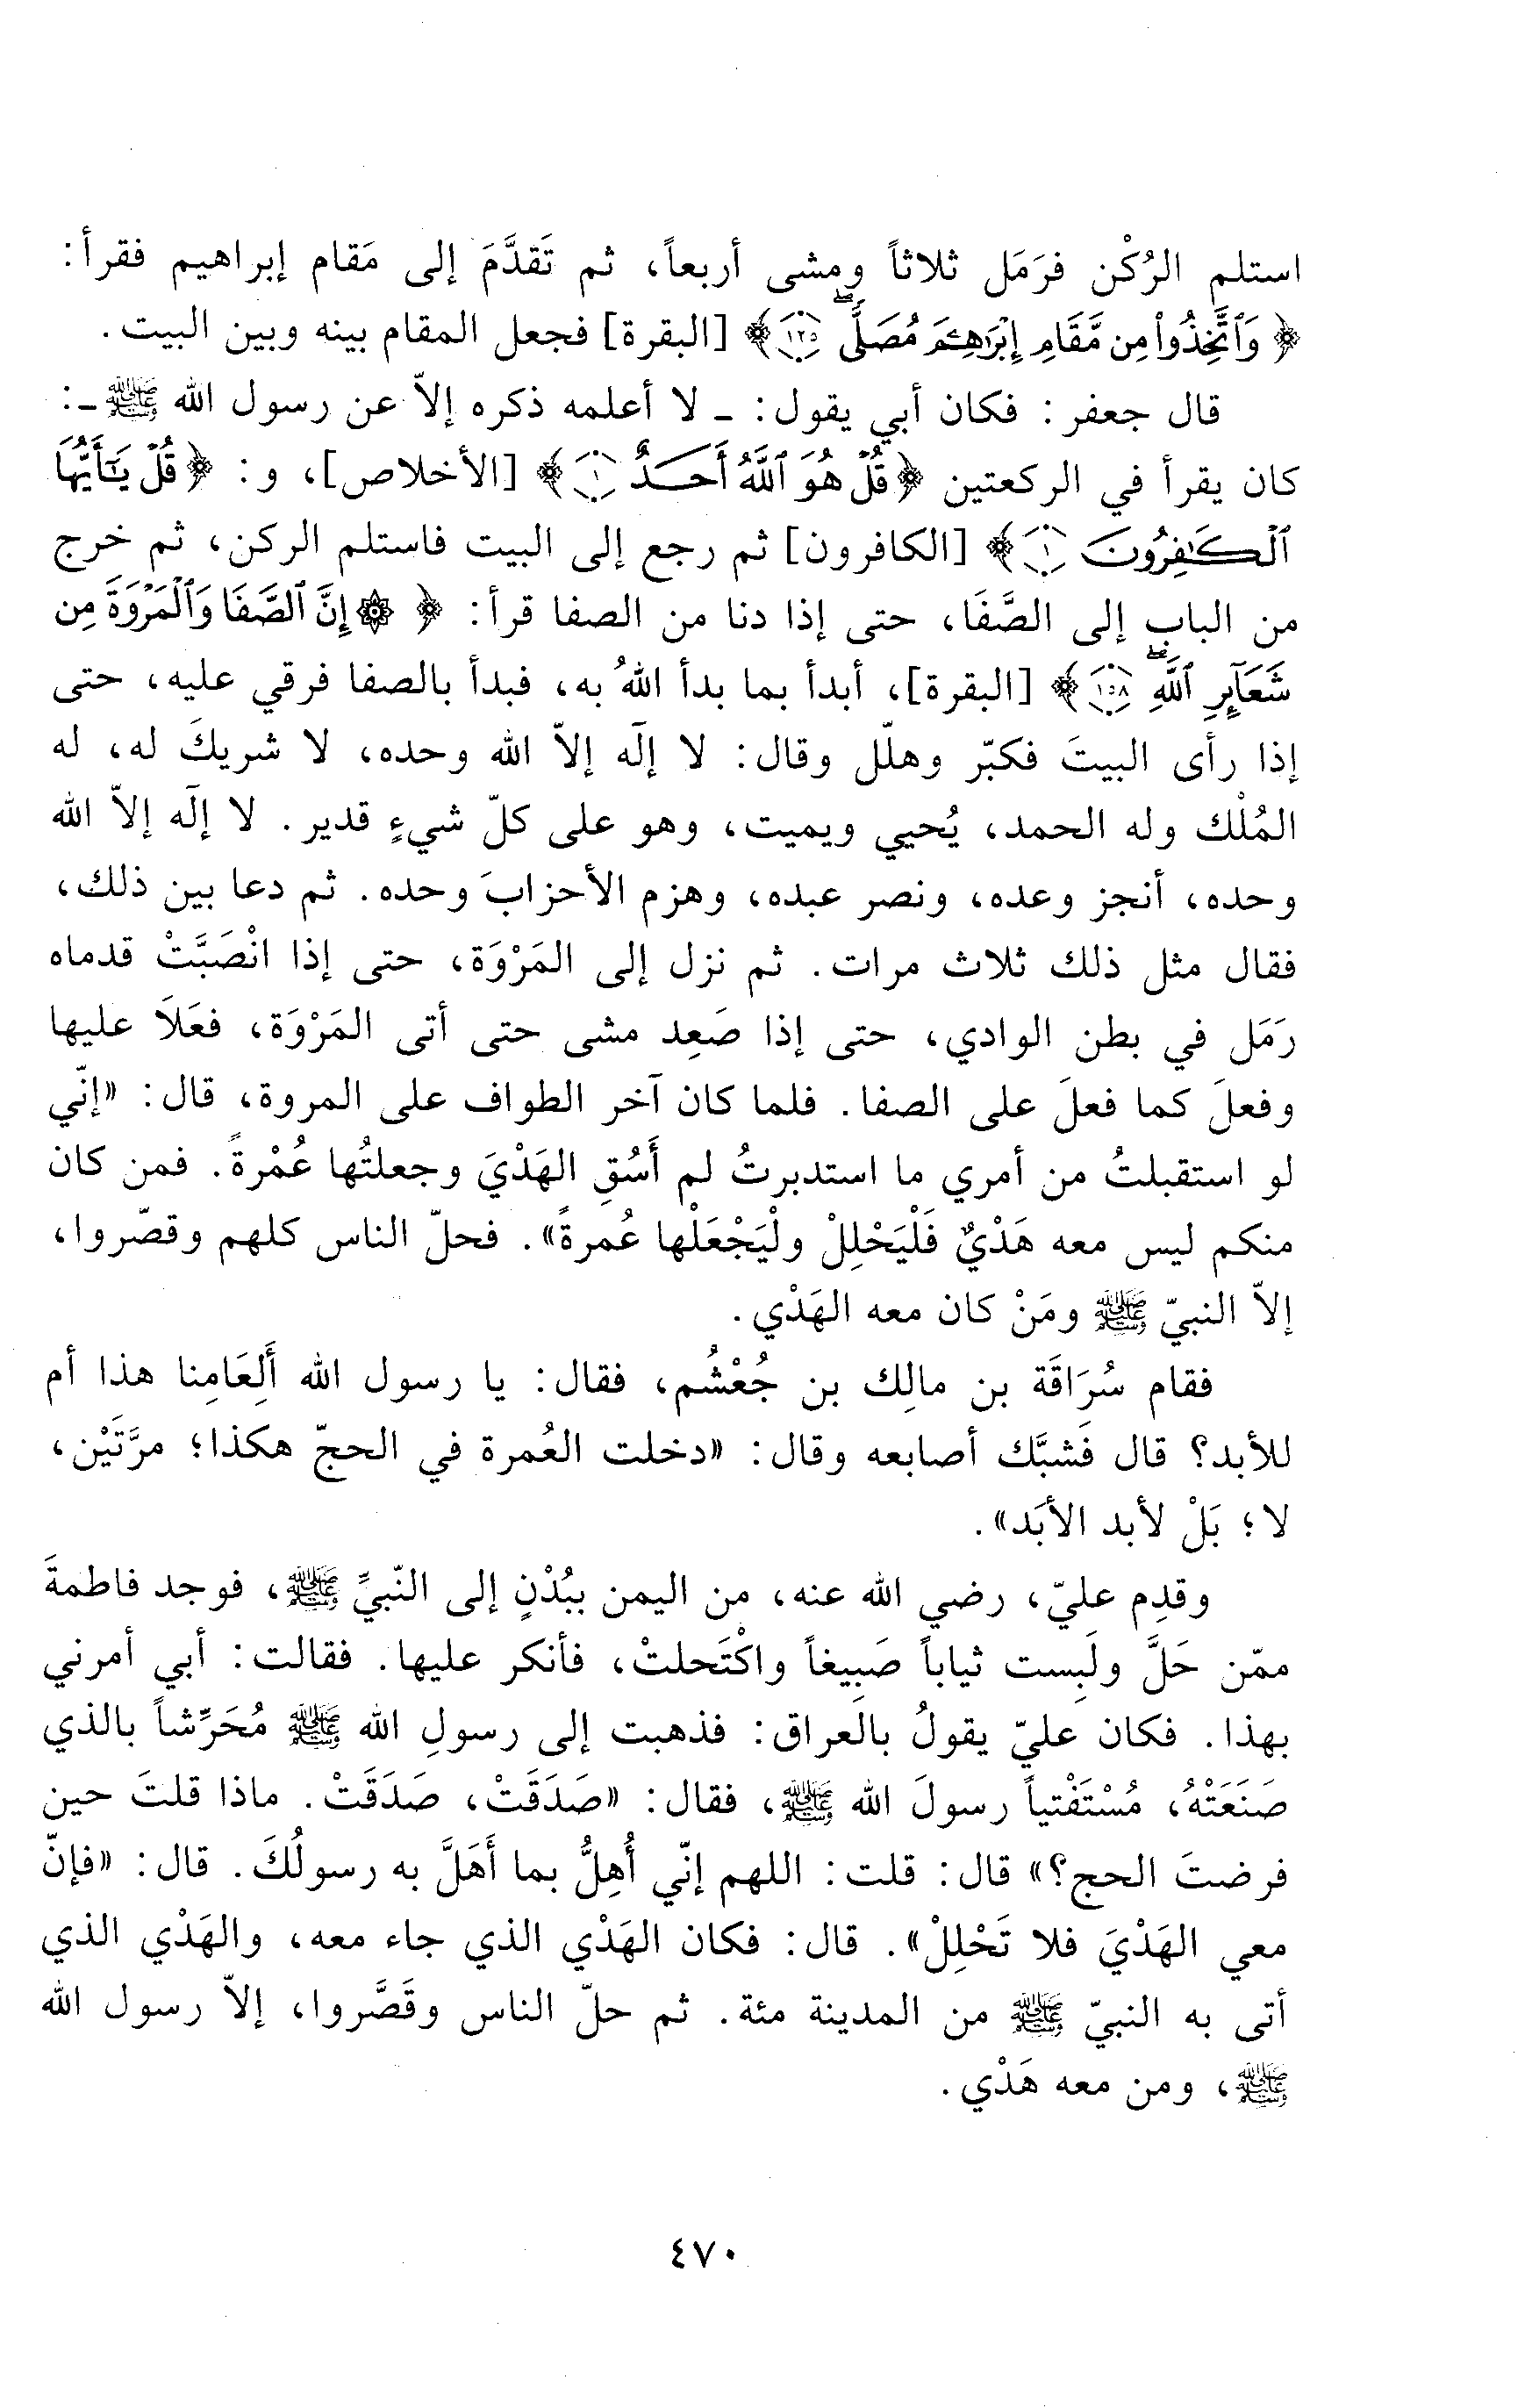 استلم الرُكْن فرَمَل ثلاثاً ومشى أربعاً، ثم تَقدَّمَ إلى مَقام إبراهيم فقرأ:
﴿وَٱتَّخِذُواْ مِن مَّقَامِ إِبۡرَٰهِـۧمَ مُصَلّٗىۖ ١٢٥﴾ [البقرة] فجعل المقام بينه وبين البيت.
قال جعفر: فكان أبي يقول: ـ لا أعلمه ذكره إلاّ عن رسول الله ﷺ ـ:
كان يقرأ في الركعتين ﴿قُلۡ هُوَ ٱللَّهُ أَحَدٌ ١﴾ [الأخلاص]، و: ﴿قُلۡ يَٰٓأَيُّهَا
ٱلۡكَٰفِرُونَ ١﴾ [الكافرون] ثم رجع إلى البيت فاستلم الركن، ثم خرج
من الباب إلى الصَّفَا، حتى إذا دنا من الصفا قرأ: ﴿۞إِنَّ ٱلصَّفَا وَٱلۡمَرۡوَةَ مِن
شَعَآئِرِ ٱللَّهِۖ ١٥٨﴾ [البقرة]، أبدأ بما بدأ اللهُ به، فبدأ بالصفا فرقي عليه، حتى
إذا رأى البيتَ فكبّر وهلّل وقال: لا إلَه إلاّ الله وحده، لا شريكَ له، له
المُلْك وله الحمد، يُحيي ويميت، وهو على كلّ شيءٍ قدير. لا إلَه إلاّ الله
وحده، أنجز وعده، ونصر عبده، وهزم الأحزابَ وحده. ثم دعا بين ذلك،
فقال مثل ذلك ثلاث مرات. ثم نزل إلى المَرْوَة، حتى إذا انْصَبَّتْ قدماه
رَمَل في بطن الوادي، حتى إذا صَعِد مشى حتى أتى المَرْوَة، فعَلاَ عليها
وفعلَ كما فعلَ على الصفا. فلما كان آخر الطواف على المروة، قال: «إنّي
لو استقبلتُ من أمري ما استدبرتُ لم أَسُقِ الهَدْيَ وجعلتُها عُمْرةً. فمن كان
منكم ليس معه هَدْيٌ فَلْيَحْلِلْ ولْيَجْعَلْها عُمرةً». فحلّ الناس كلهم وقصّروا،
إلاّ النبيّ ﷺ ومَنْ كان معه الهَدْي.
فقام سُرَاقَة بن مالِك بن جُعْشُم، فقال: يا رسول الله أَلِعَامِنا هذا أم
للأبد؟ قال فَشبَّك أصابعه وقال: «دخلت العُمرة في الحجّ هكذا؛ مرَّتَيْن،
لا؛ بَلْ لأبد الأبَد».
وقدِم عليّ، رضي الله عنه، من اليمن ببُدْنٍ إلى النّبيِّ ﷺ، فوجد فاطمةَ
ممّن حَلَّ ولَبِست ثياباً صَبِيغاً واكْتَحلتْ، فأنكر عليها. فقالت: أبي أمرني
بهذا. فكان عليّ يقولُ بالعراق: فذهبت إلى رسولِ الله ﷺ مُحَرِّشاً بالذي
صَنَعَتْهُ، مُسْتَفْتياً رسولَ الله ﷺ، فقال: «صَدَقَتْ، صَدَقَتْ. ماذا قلتَ حين
فرضتَ الحج؟» قال: قلت: اللهم إنّي أُهِلُّ بما أَهَلَّ به رسولُكَ. قال: «فإنّ
معي الهَدْيَ فلا تَحْلِلْ». قال: فكان الهَدْي الذي جاء معه، والهَدْي الذي
أتى به النبيّ ﷺ من المدينة مئة. ثم حلّ الناس وقَصَّروا، إلاّ رسول الله
ﷺ، ومن معه هَدْي.
٤٧٠